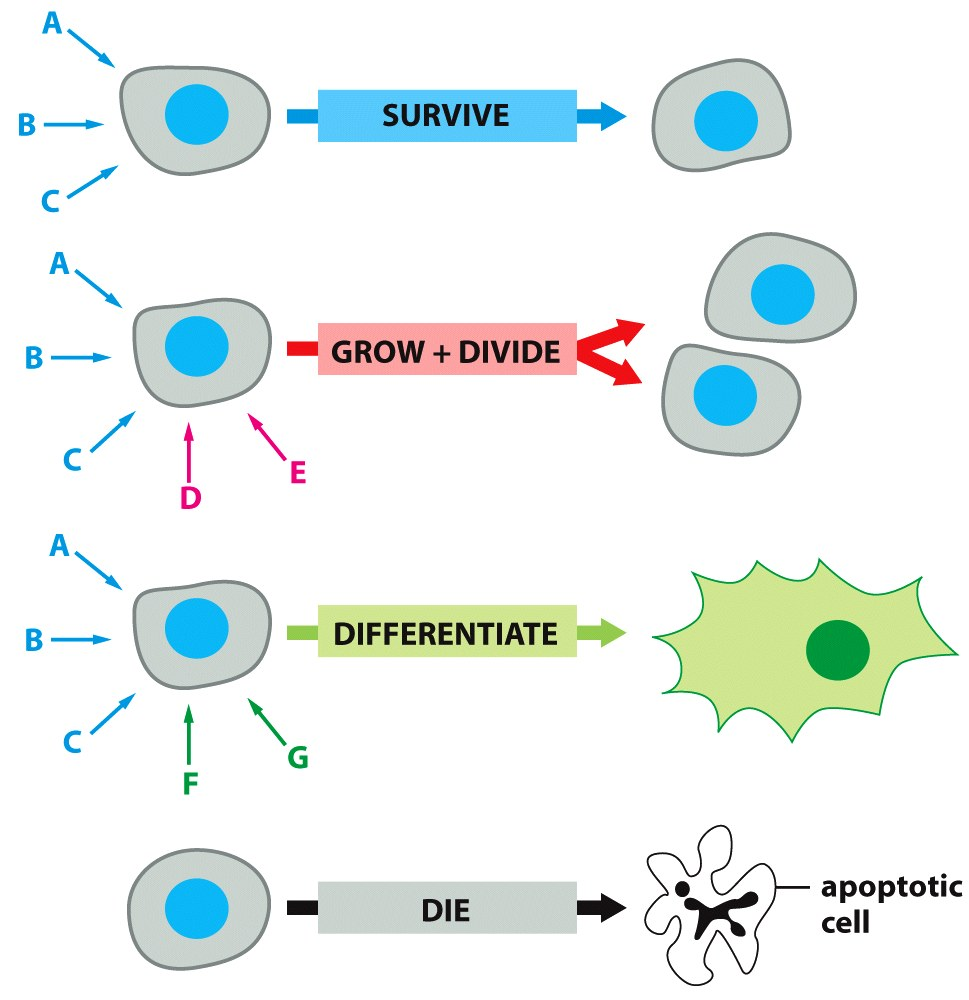 A
B
SURVIVE
C
A
B
GROW + DIVIDE
C
D
E
A
B
DIFFERENTIATE
C
F
G
DIE
apoptotic
cell